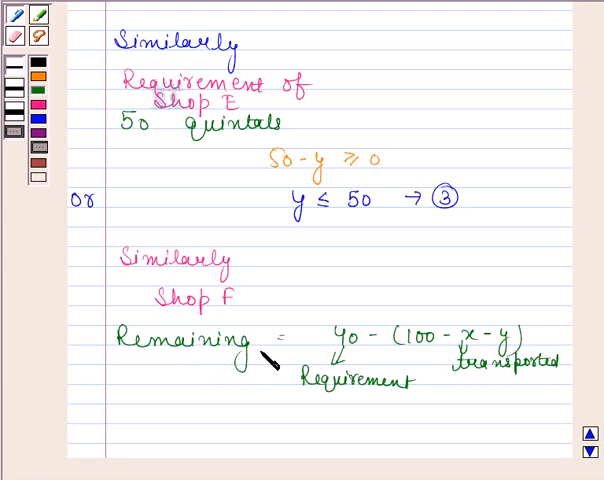 Similarly
Requirement of
Shop E
50 quintals
50 - y ≥ 0
or y ≤ 50 → ③
Similarly
Shop F
Remaining = 40 - (100 - x - y)
Requirement transported